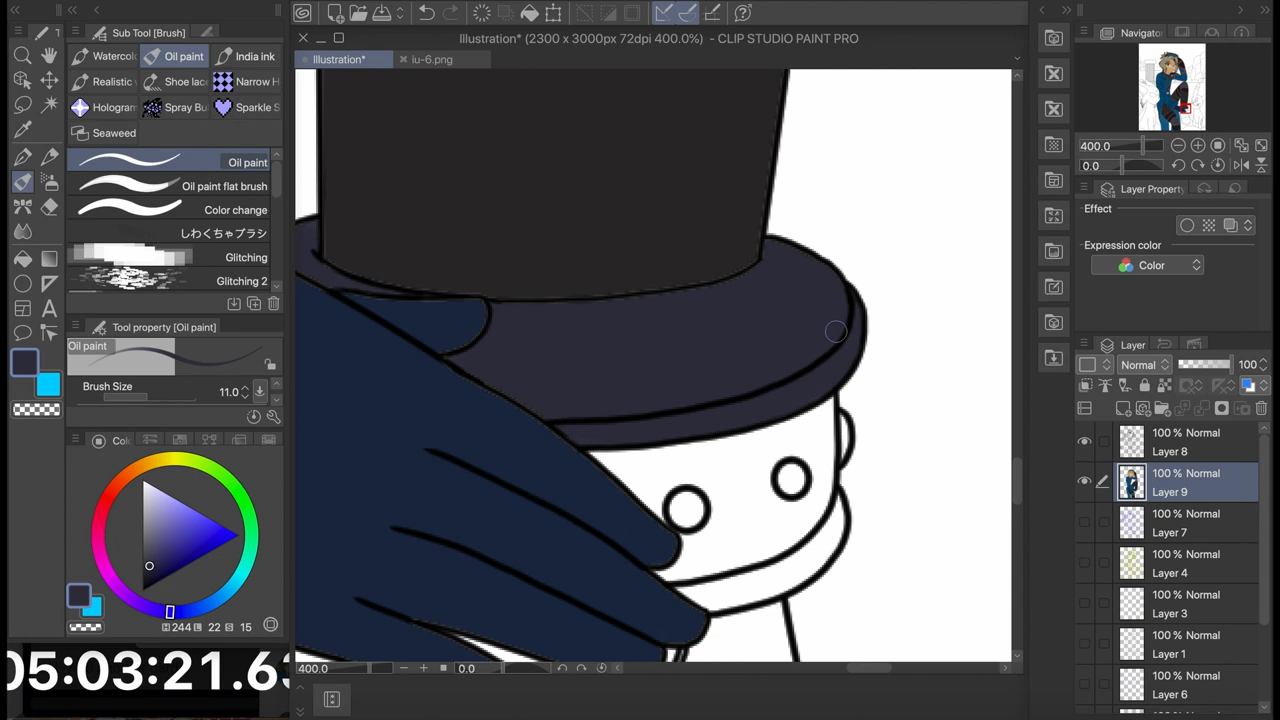 Illustration* (2300 x 3000px 72dpi 400.0%) - CLIP STUDIO PAINT PRO
Illustration*
iu-6.png
Sub Tool [Brush]
Watercolo
Oil paint
India ink
Realistic
Shoe lac
Narrow H
Hologram
Spray Bu
Sparkle S
Seaweed
Oil paint
Oil paint flat brush
Color change
しわくちゃブラシ
Glitching
Glitching 2
Tool property [Oil paint]
Oil paint
Brush Size
11.0
Col
H 244 L 22 S 15
05:03:21.63
400.0
0.0
Navigator
400.0
0.0
Layer Property
Effect
Expression color
Color
Layer
Normal
100
100 % Normal
Layer 8
100 % Normal
Layer 9
100 % Normal
Layer 7
100 % Normal
Layer 4
100 % Normal
Layer 3
100 % Normal
Layer 1
100 % Normal
Layer 6